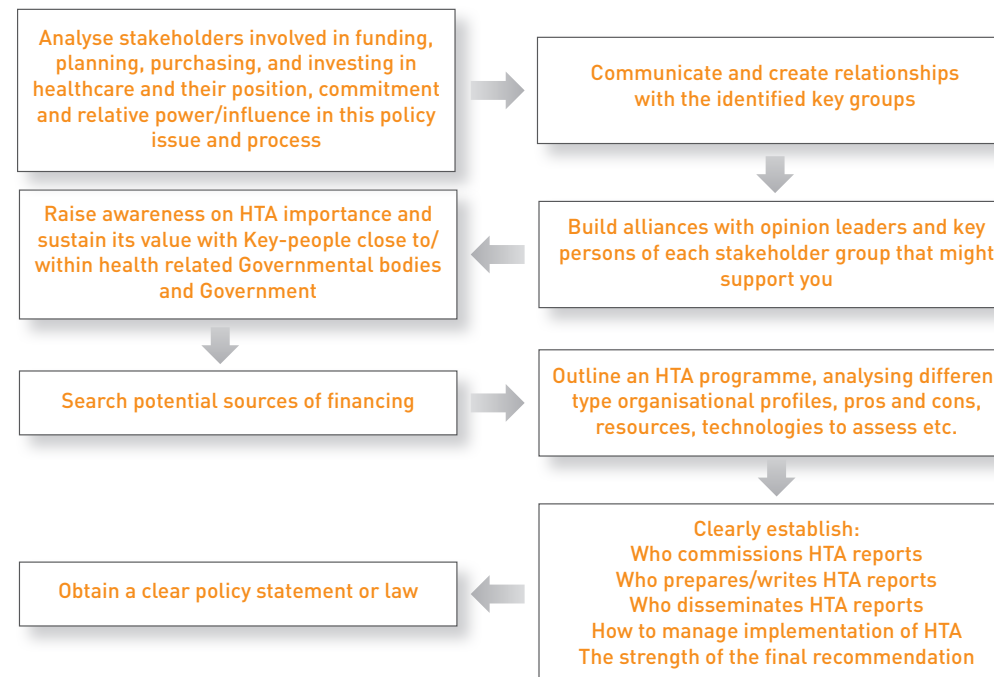 Analyse stakeholders involved in funding,
planning, purchasing, and investing in
healthcare and their position, commitment
and relative power/influence in this policy
issue and process
Communicate and create relationships
with the identified key groups
Build alliances with opinion leaders and key
persons of each stakeholder group that might
support you
Raise awareness on HTA importance and
sustain its value with Key-people close to/
within health related Governmental bodies
and Government
Search potential sources of financing
Outline an HTA programme, analysing differen
type organisational profiles, pros and cons,
resources, technologies to assess etc.
Clearly establish:
Who commissions HTA reports
Who prepares/writes HTA reports
Who disseminates HTA reports
How to manage implementation of HTA
The strength of the final recommendation
Obtain a clear policy statement or law